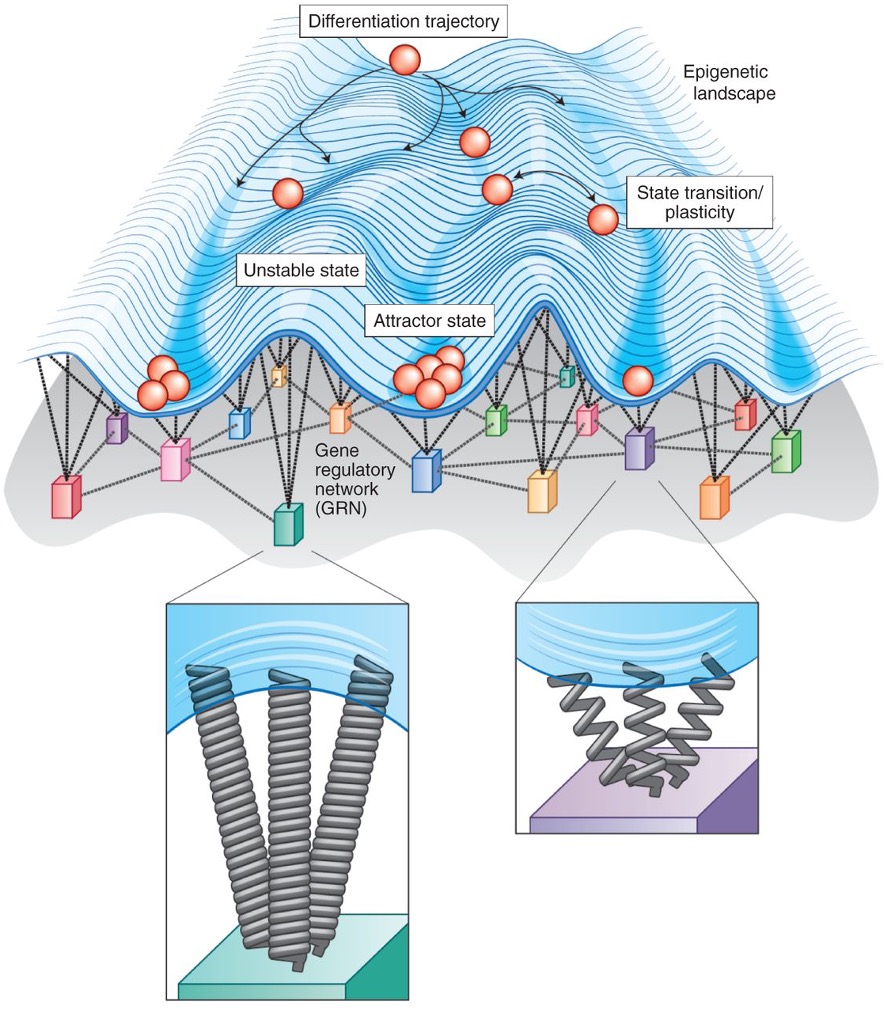 Differentiation trajectory
Epigenetic
landscape
State transition/
plasticity
Unstable state
Attractor state
Gene
regulatory
network
(GRN)